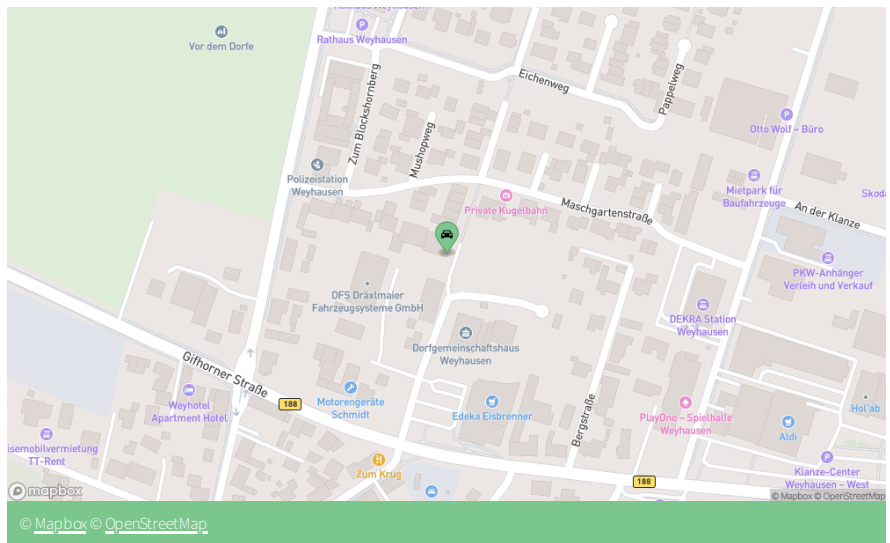 Rathaus Weyhausen
Vor dem Dorfe
Rathaus Weyhausen
Eichenweg
Pappelweg
Zum Blockshornberg
Mushopweg
Otto Wolf – Büro
Polizeistation
Weyhausen
Mietpark für
Baufahrzeuge
Skoda
Private Kugelbahn
Maschgartenstraße
An der Klanze
PKW-Anhänger
Verleih und Verkauf
DFS Dräxlmaier
Fahrzeugsysteme GmbH
DEKRA Station
Weyhausen
Dorfgemeinschaftshaus
Weyhausen
Gifhorner Straße
188
Weyhotel
Apartment Hotel
Motorengeräte
Schmidt
Edeka Eisbrenner
Bergstraße
PlayOne – Spielhalle
Weyhausen
Hol'ab
Aldi
isemobilvermietung
TT-Rent
Zum Krug
188
Klanze-Center
Weyhausen – West
mapbox
© Mapbox © OpenStreetMap
© Mapbox © OpenStreetMap